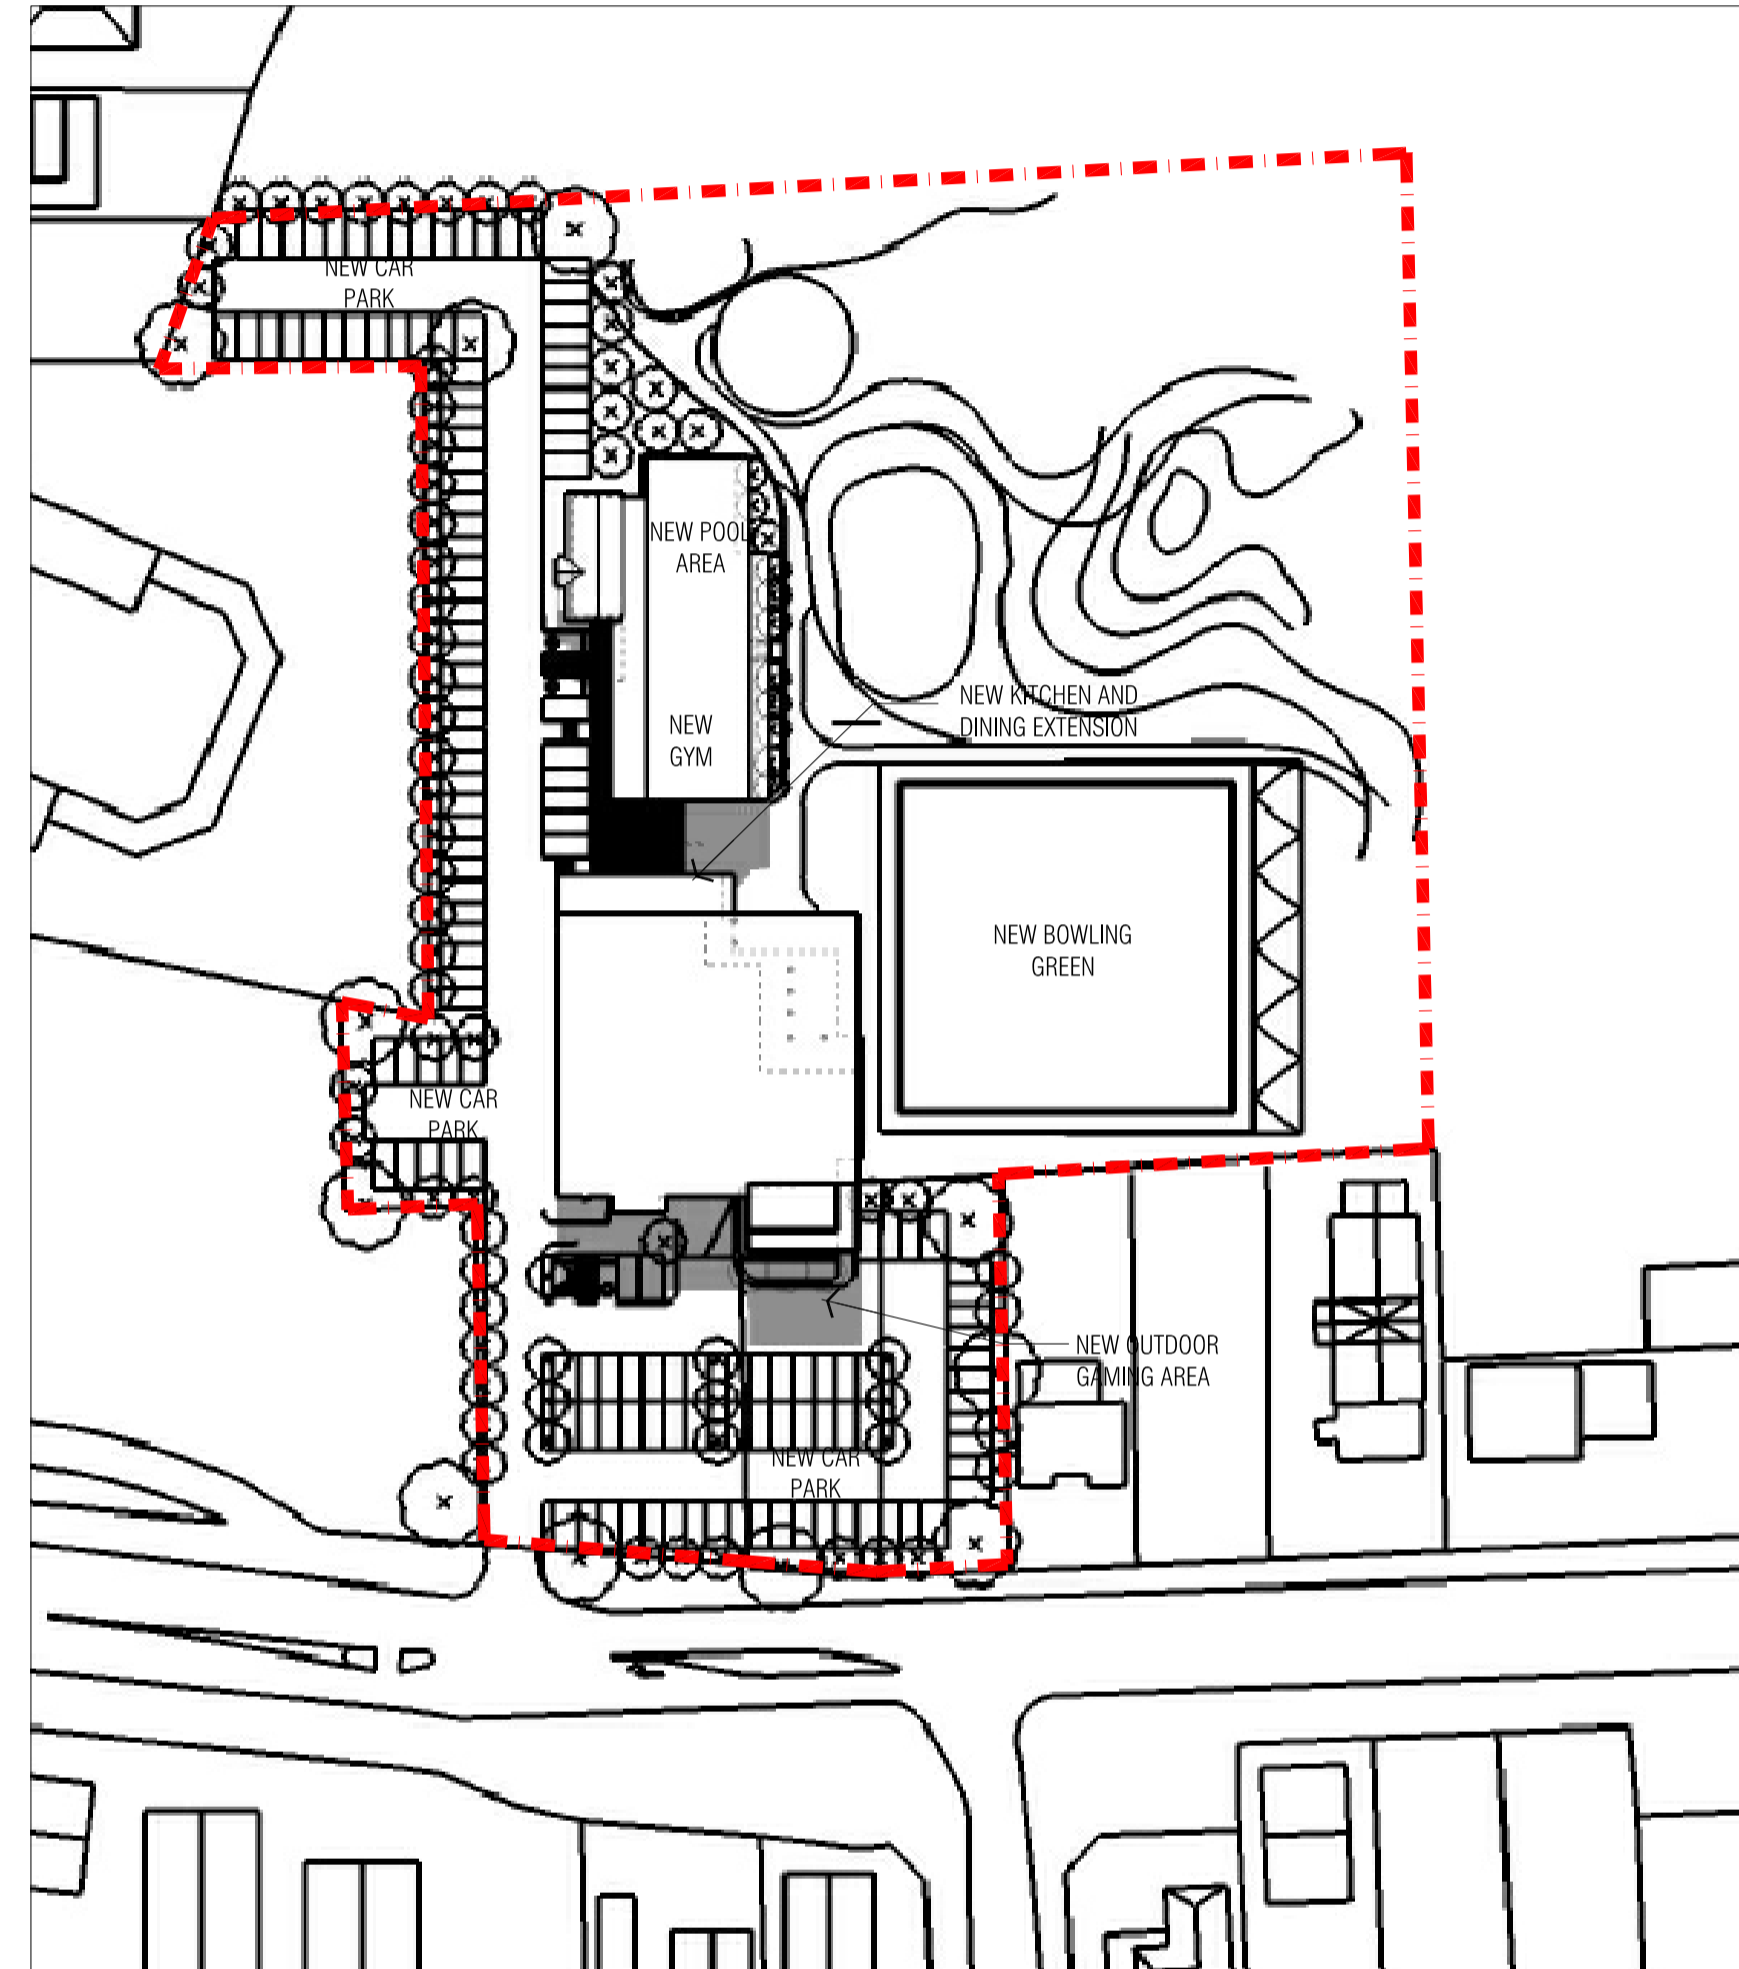 NEW CAR
PARK
NEW POOL
AREA
NEW KITCHEN AND
DINING EXTENSION
NEW
GYM
NEW BOWLING
GREEN
NEW CAR
PARK
NEW OUTDOOR
GAMING AREA
NEW CAR
PARK